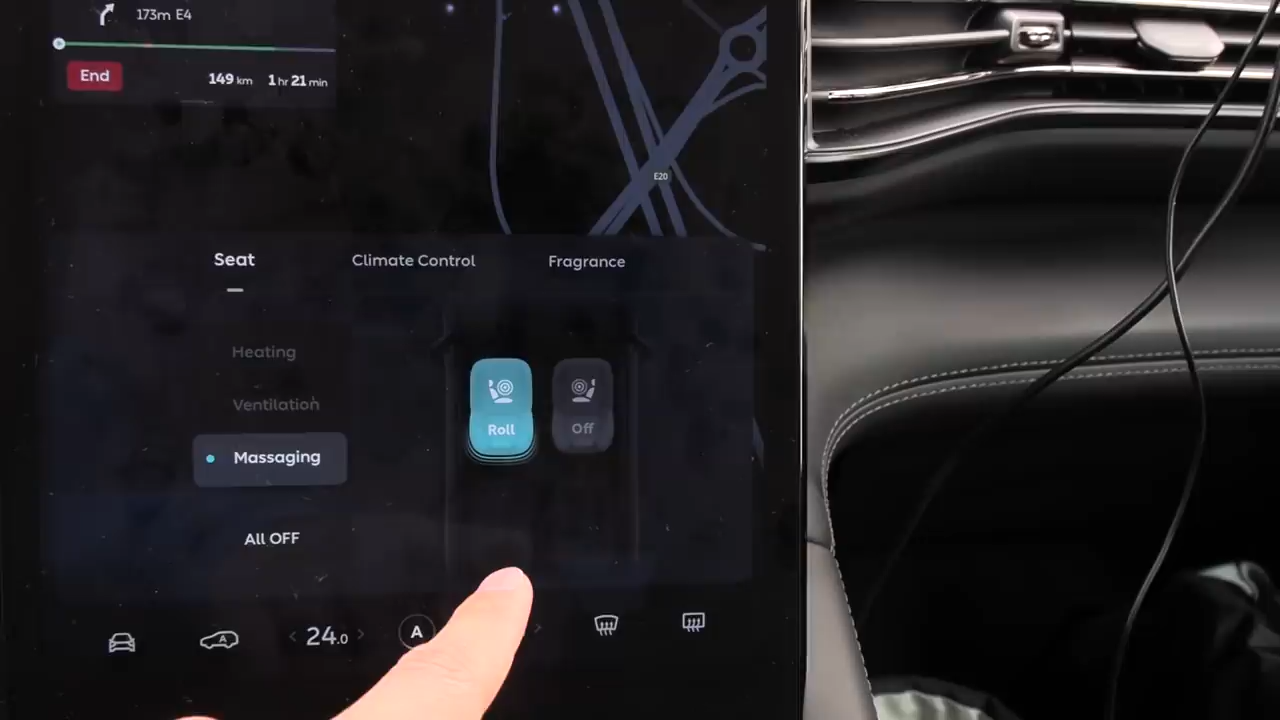 173m E4
End 149 km 1 hr 21 min
E20
Seat Climate Control Fragrance
Heating
Ventilation
Massaging
Roll Off
All OFF
24.0 A
A